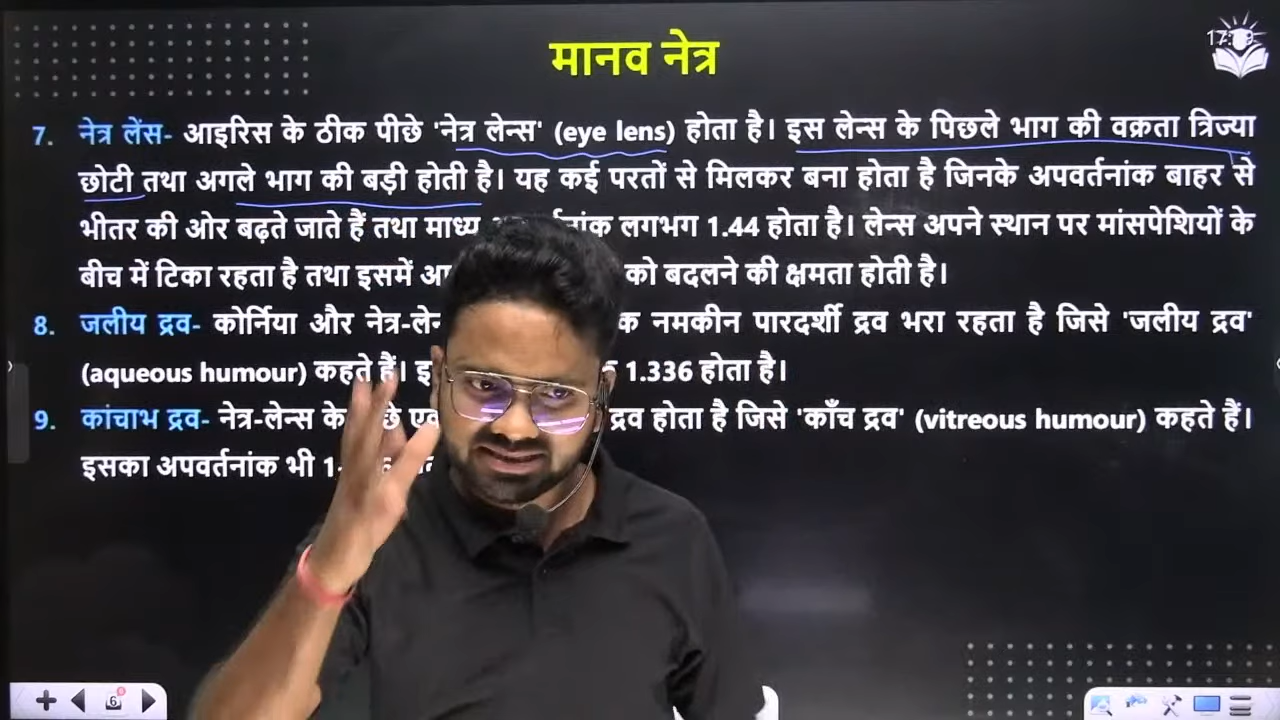 मानव नेत्र
7. नेत्र लेंस- आइरिस के ठीक पीछे 'नेत्र लेन्स' (eye lens) होता है। इस लेन्स के पिछले भाग की वक्रता त्रिज्या
छोटी तथा अगले भाग की बड़ी होती है। यह कई परतों से मिलकर बना होता है जिनके अपवर्तनांक बाहर से
भीतर की ओर बढ़ते जाते हैं तथा लगभग 1.44 होता है। लेन्स अपने स्थान पर मांसपेशियों के
बीच में टिका रहता है तथा इसमें को बदलने की क्षमता होती है।
8. जलीय द्रव- कोर्निया और नमकीन पारदर्शी द्रव भरा रहता है जिसे 'जलीय द्रव'
(aqueous humour) कहते हैं। 1.336 होता है।
9. कांचाभ द्रव- नेत्र-लेन्स के द्रव होता है जिसे 'काँच द्रव' (vitreous humour) कहते हैं।
इसका अपवर्तनांक भी
6